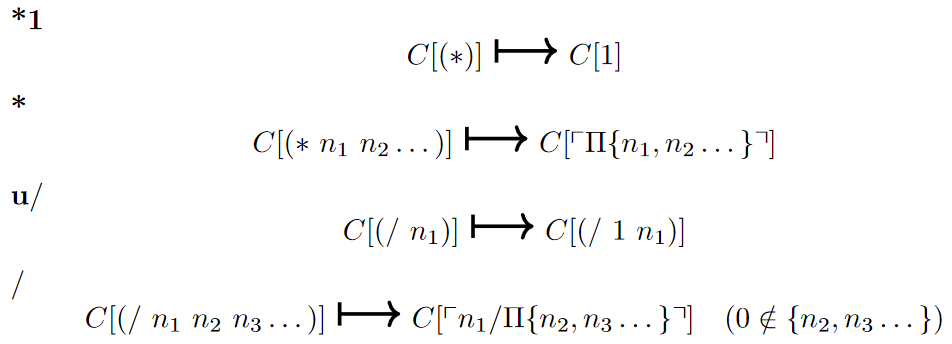 *1
C[(∗)] ⟼ C[1]
*
C[(∗ n₁ n₂ …)] ⟼ C[⌜Π{n₁, n₂ …}⌝]
u/
C[(/ n₁)] ⟼ C[(/ 1 n₁)]
/
C[(/ n₁ n₂ n₃ …)] ⟼ C[⌜n₁/Π{n₂, n₃ …}⌝] (0 ∉ {n₂, n₃ …})